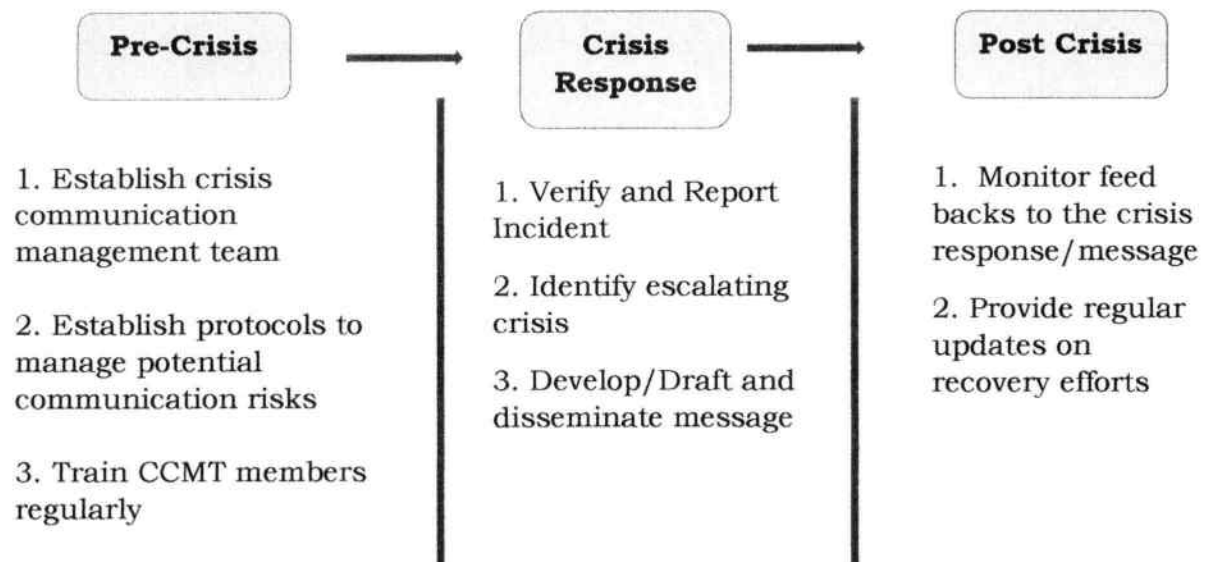 Pre-Crisis
1. Establish crisis
communication
management team
2. Establish protocols to
manage potential
communication risks
3. Train CCMT members
regularly
Crisis
Response
1. Verify and Report
Incident
2. Identify escalating
crisis
3. Develop/Draft and
disseminate message
Post Crisis
1. Monitor feed
backs to the crisis
response/message
2. Provide regular
updates on
recovery efforts